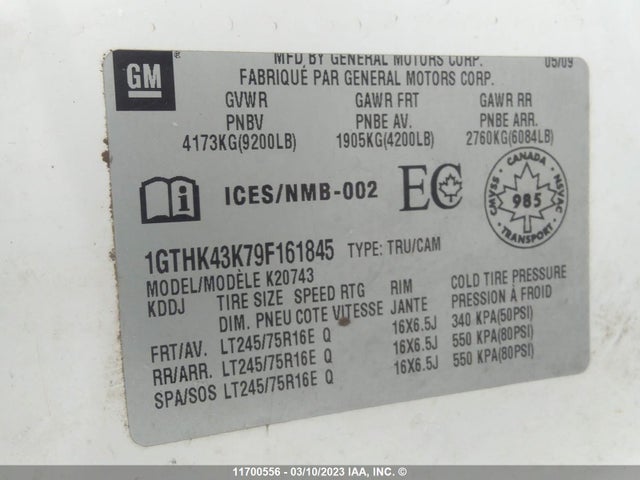 GM
MFD BY GENERAL MOTORS CORP. 05/09
FABRIQUÉ PAR GENERAL MOTORS CORP.
GVWR GAWR FRT GAWR RR
PNBV PNBE AV. PNBE ARR.
4173KG(9200LB) 1905KG(4200LB) 2760KG(6084LB)
i ICES/NMB-002 EC
CANADA
CMVSS 985 NSVAC
TRANSPORT
1GTHK43K79F161845 TYPE: TRU/CAM
MODEL/MODÈLE K20743
KDDJ TIRE SIZE SPEED RTG RIM COLD TIRE PRESSURE
DIM. PNEU COTE VITESSE JANTE PRESSION À FROID
FRT/AV. LT245/75R16E Q 16X6.5J 340 KPA(50PSI)
RR/ARR. LT245/75R16E Q 16X6.5J 550 KPA(80PSI)
SPA/SOS LT245/75R16E Q 16X6.5J 550 KPA(80PSI)
11700556 - 03/10/2023 IAA, INC. ©